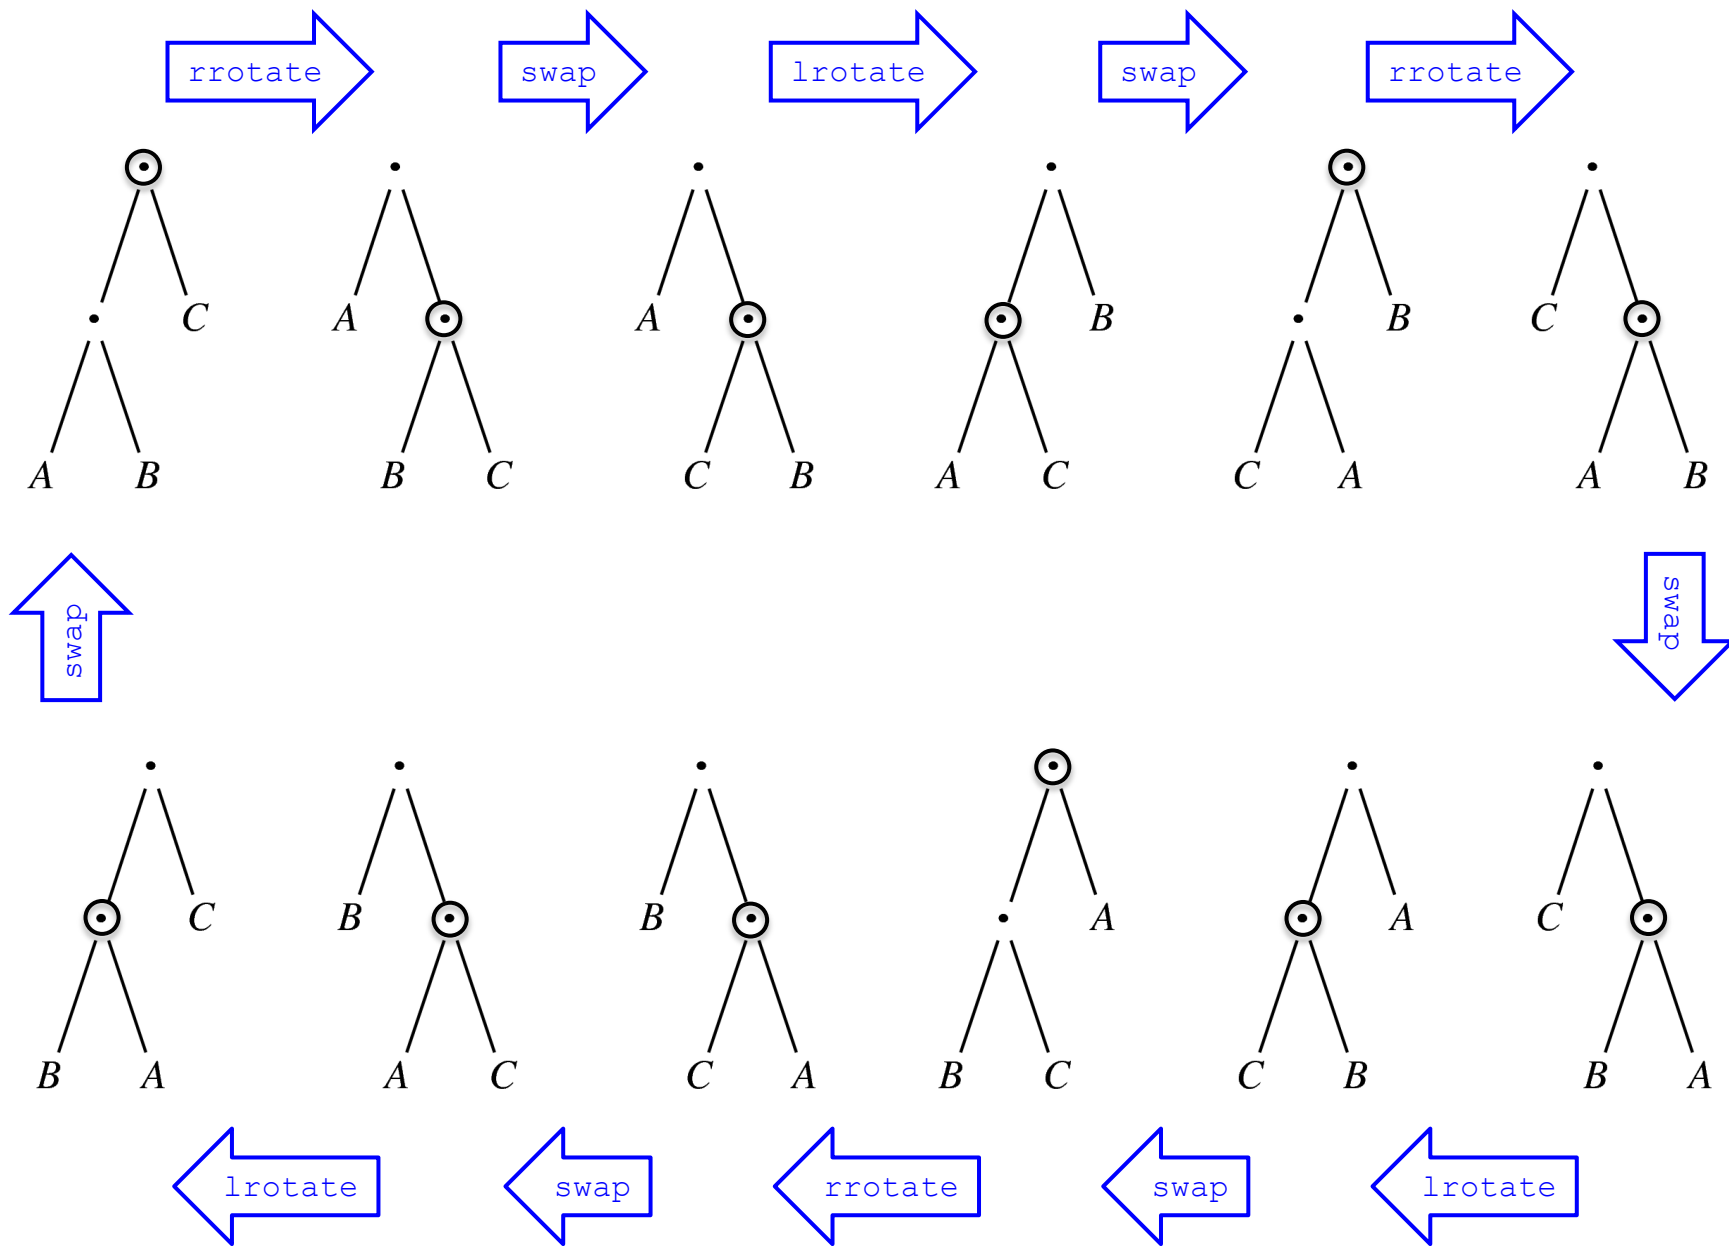 rrotate swap lrotate swap rrotate
C A A B B C
A B B C C B A C C A A B
swap swap
C B B A A C
B A A C C A B C C B B A
lrotate swap rrotate swap lrotate